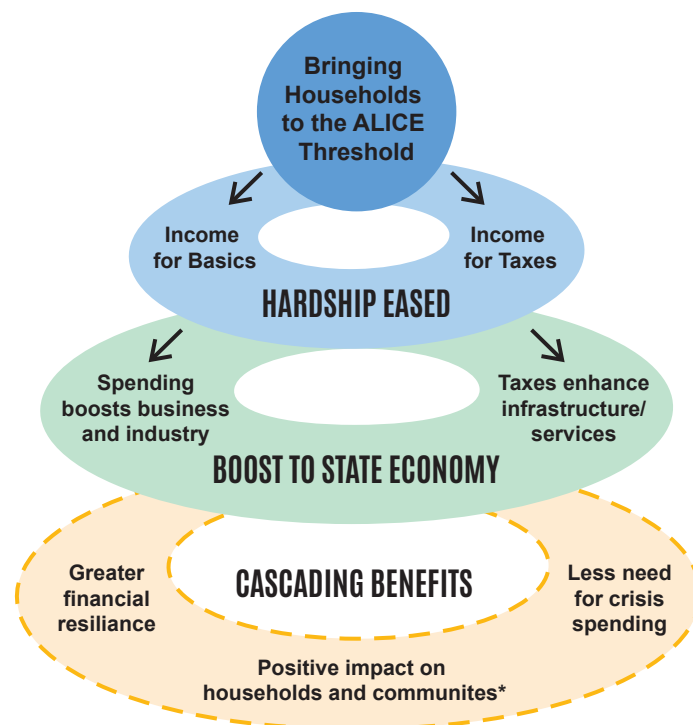 Bringing
Households
to the ALICE
Threshold
Income
for Basics
Income
for Taxes
HARDSHIP EASED
Spending
boosts business
and industry
Taxes enhance
infrastructure/
services
BOOST TO STATE ECONOMY
Greater
financial
resiliance
CASCADING BENEFITS
Less need
for crisis
spending
Positive impact on
households and communites*